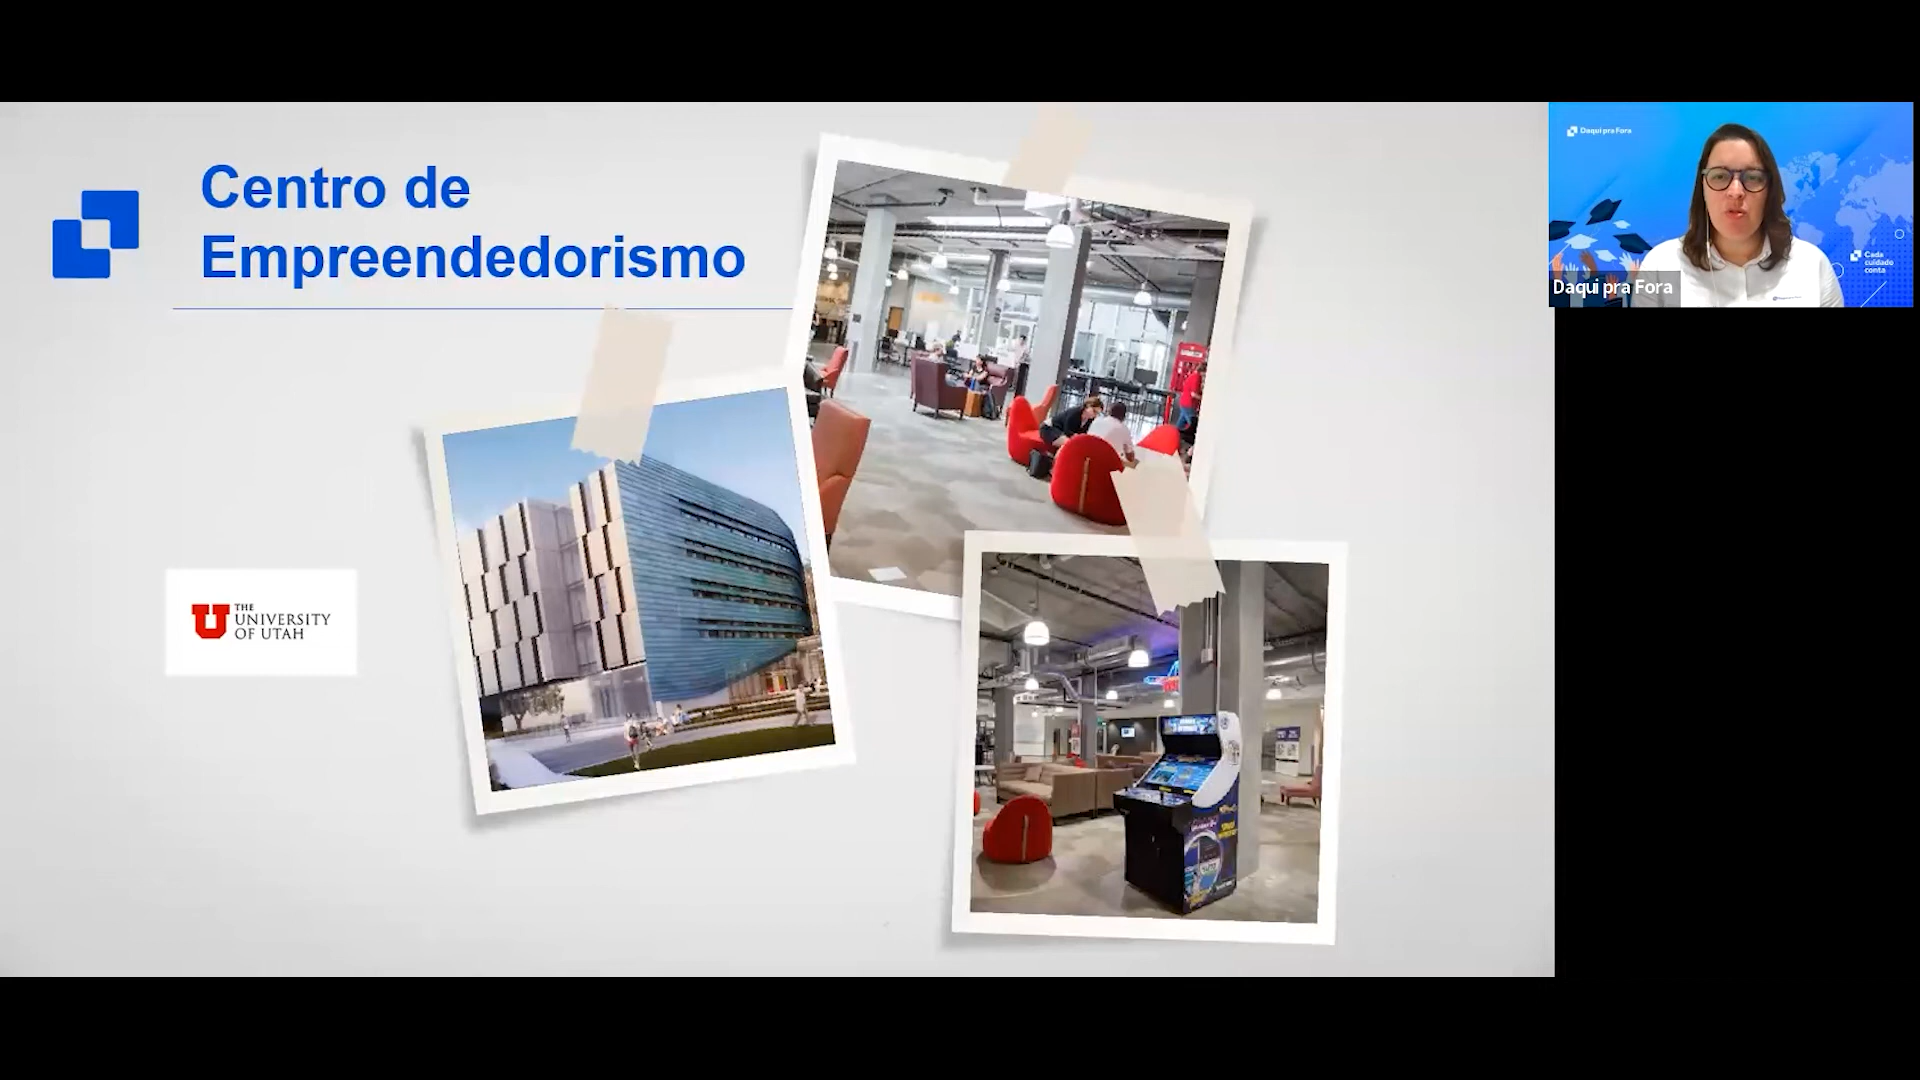 Centro de
Empreendedorismo
THE
UNIVERSITY
OF UTAH
Daqui pra Fora
Cada
cuidado
conta
Daqui pra Fora